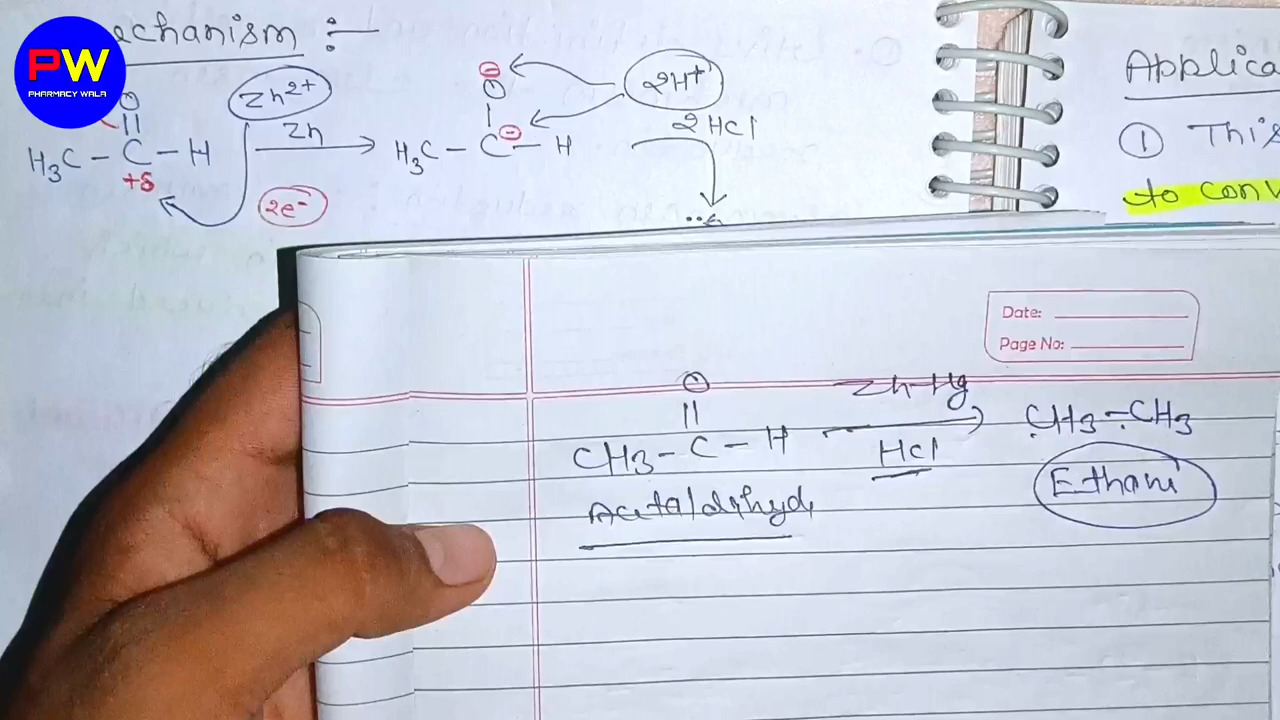 PW
PHARMACY WALA
echanism :-
O
||
H3C - C - H
+δ
Zn2+
Zn
2e-
⊖
O
|
H3C - C⊖ - H
2H+
2HCl
Applica
① This
to conv
Date:
Page No:
O
||
CH3 - C - H
Zn-Hg
HCl
CH3 - CH3
Acetaldehyde
Ethane